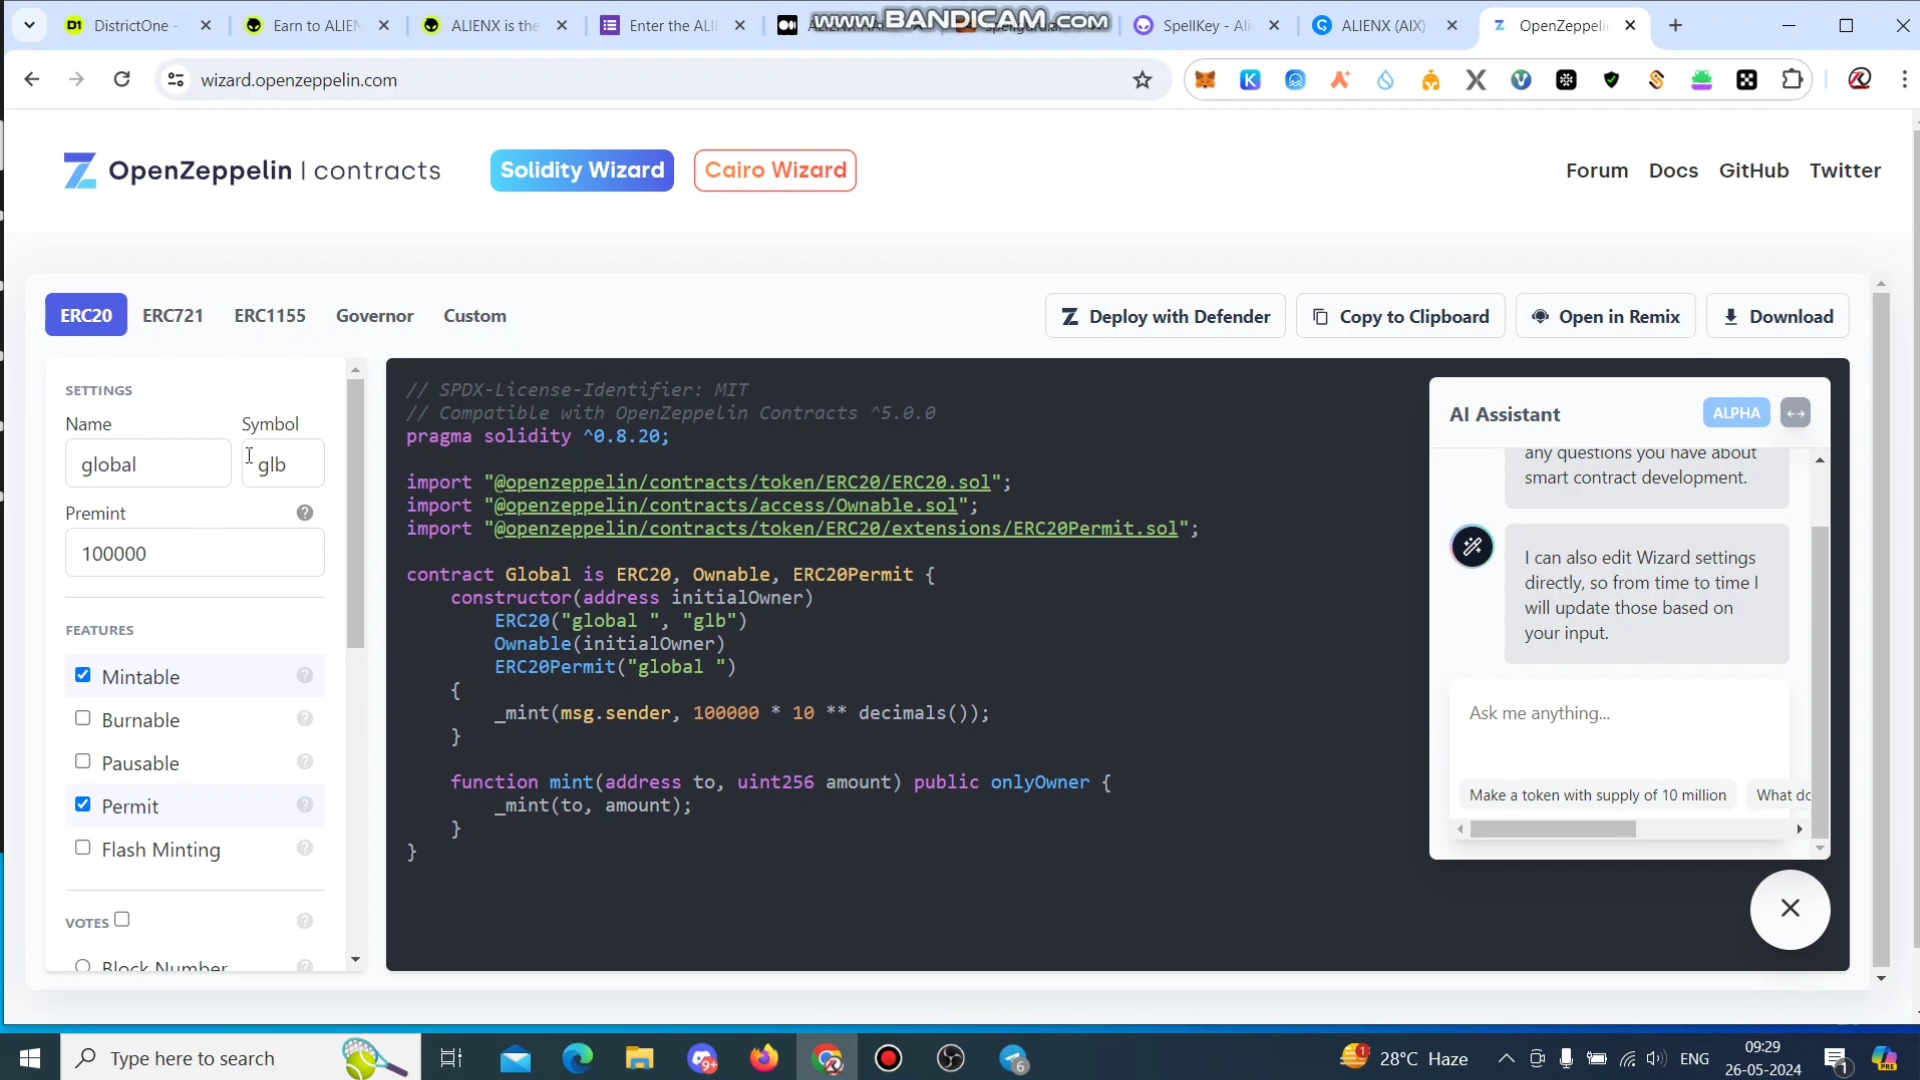 DistrictOne -
Earn to ALIEN
ALIENX is the
Enter the ALI
www.BANDICAM.com
SpellKey - Ali
ALIENX (AIX)
OpenZeppelin
wizard.openzeppelin.com
OpenZeppelin | contracts
Solidity Wizard
Cairo Wizard
Forum
Docs
GitHub
Twitter
ERC20
ERC721
ERC1155
Governor
Custom
Deploy with Defender
Copy to Clipboard
Open in Remix
Download
SETTINGS
Name
Symbol
global
glb
Premint
?
100000
FEATURES
Mintable
?
Burnable
?
Pausable
?
Permit
?
Flash Minting
?
VOTES
?
Block Number
// SPDX-License-Identifier: MIT
// Compatible with OpenZeppelin Contracts ^5.0.0
pragma solidity ^0.8.20;
import "@openzeppelin/contracts/token/ERC20/ERC20.sol";
import "@openzeppelin/contracts/access/Ownable.sol";
import "@openzeppelin/contracts/token/ERC20/extensions/ERC20Permit.sol";
contract Global is ERC20, Ownable, ERC20Permit {
constructor(address initialOwner)
ERC20("global ", "glb")
Ownable(initialOwner)
ERC20Permit("global ")
{
_mint(msg.sender, 100000 * 10 ** decimals());
}
function mint(address to, uint256 amount) public onlyOwner {
_mint(to, amount);
}
}
AI Assistant
ALPHA
any questions you have about
smart contract development.
I can also edit Wizard settings
directly, so from time to time I
will update those based on
your input.
Ask me anything...
Make a token with supply of 10 million
What do
Type here to search
28°C Haze
ENG
09:29
26-05-2024